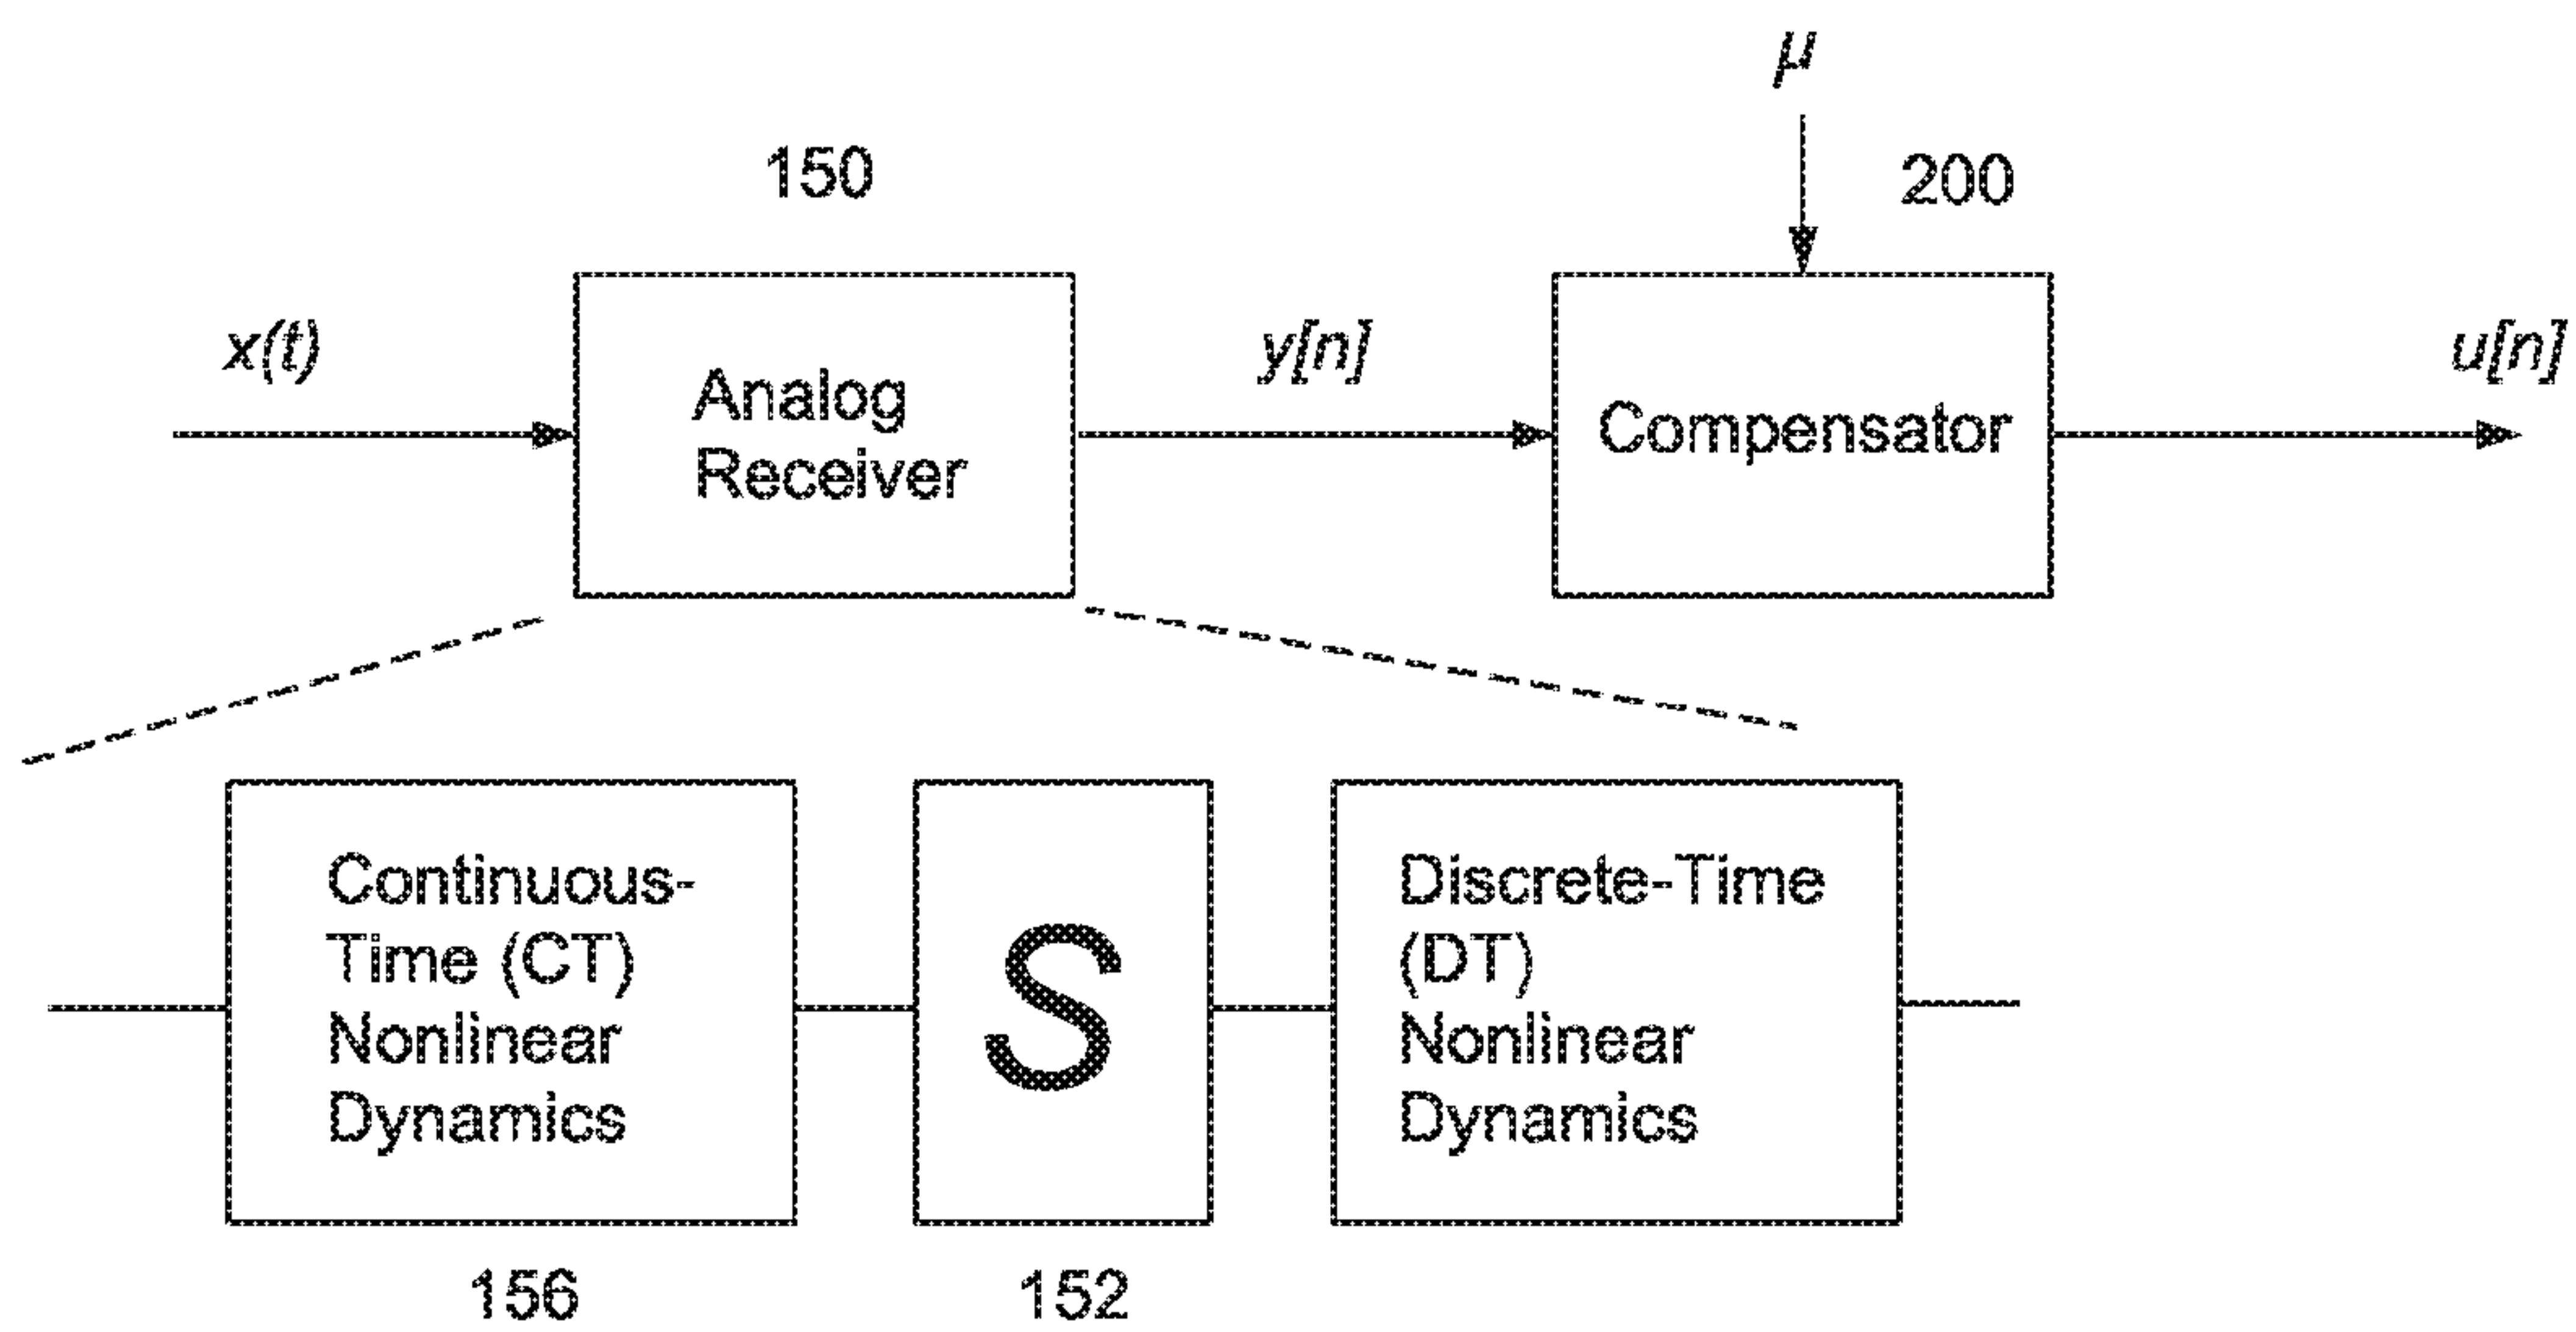 μ
150
200
x(t)
y[n]
u[n]
Analog
Receiver
Compensator
Continuous-
Time (CT)
Nonlinear
Dynamics
S
Discrete-Time
(DT)
Nonlinear
Dynamics
156
152